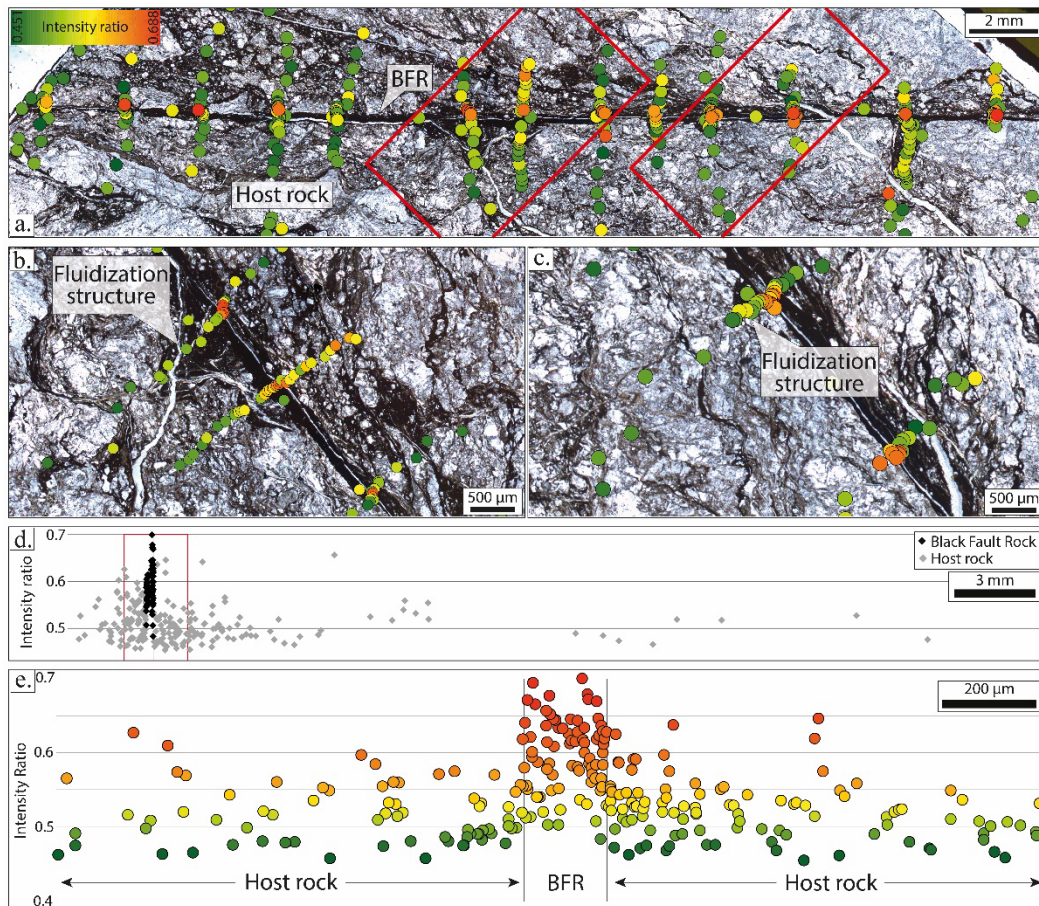 0.451
Intensity ratio
0.688
2 mm
BFR
Host rock
a.
b.
Fluidization
structure
500 µm
c.
Fluidization
structure
500 µm
d.
0.7
0.6
0.5
Intensity ratio
Black Fault Rock
Host rock
3 mm
e.
0.7
0.6
0.5
0.4
Intensity Ratio
200 µm
Host rock
BFR
Host rock